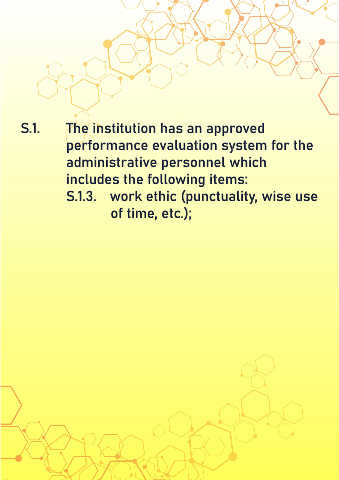 S.1. The institution has an approved
performance evaluation system for the
administrative personnel which
includes the following items:
S.1.3. work ethic (punctuality, wise use
of time, etc.);